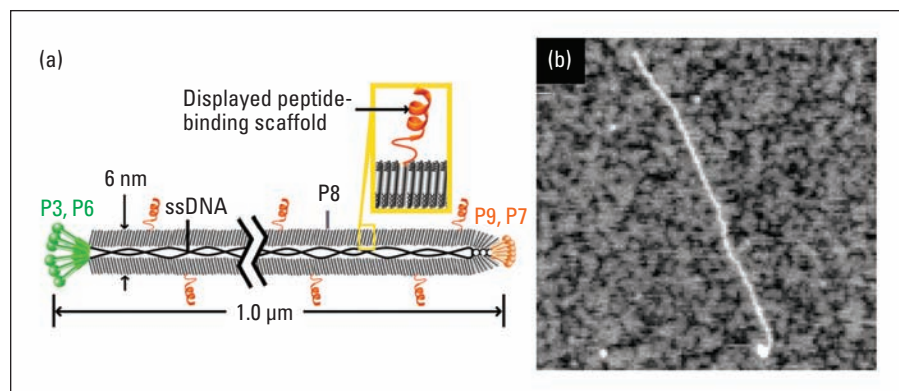 (a)
Displayed peptide-
binding scaffold
6 nm
P3, P6
ssDNA
P8
P9, P7
1.0 μm
(b)